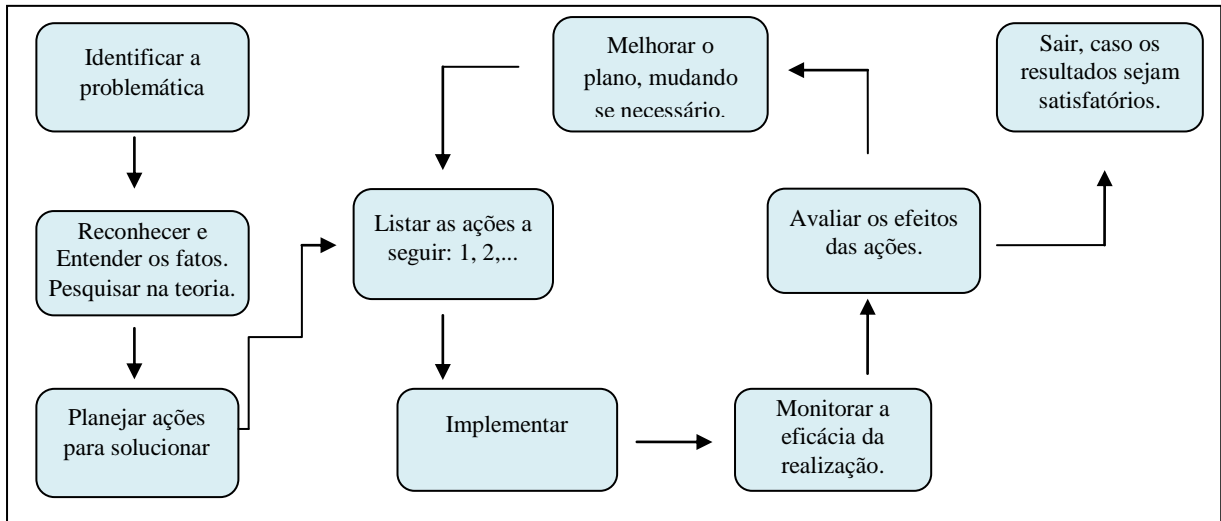 Identificar a
problemática
Reconhecer e
Entender os fatos.
Pesquisar na teoria.
Planejar ações
para solucionar
Listar as ações a
seguir: 1, 2,...
Implementar
Monitorar a
eficácia da
realização.
Avaliar os efeitos
das ações.
Melhorar o
plano, mudando
se necessário.
Sair, caso os
resultados sejam
satisfatórios.